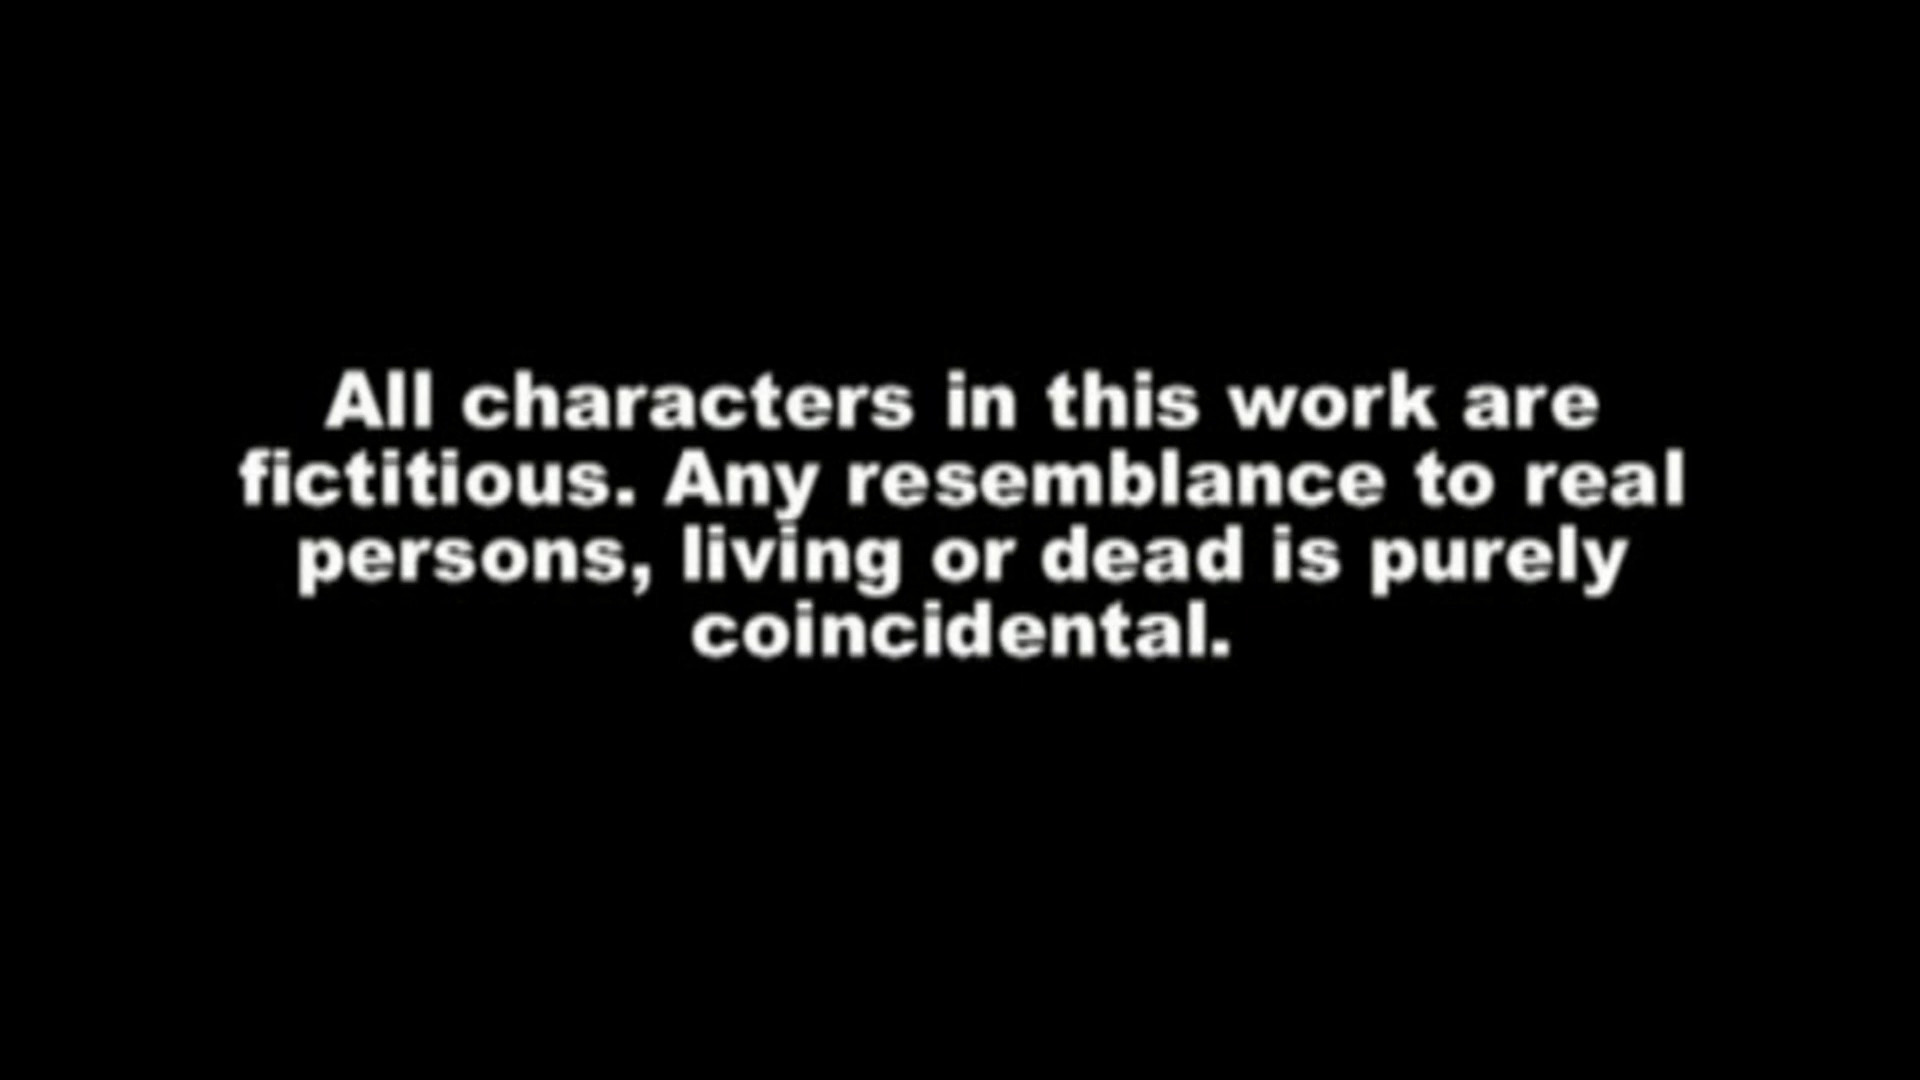 All characters in this work are
fictitious. Any resemblance to real
persons, living or dead is purely
coincidental.